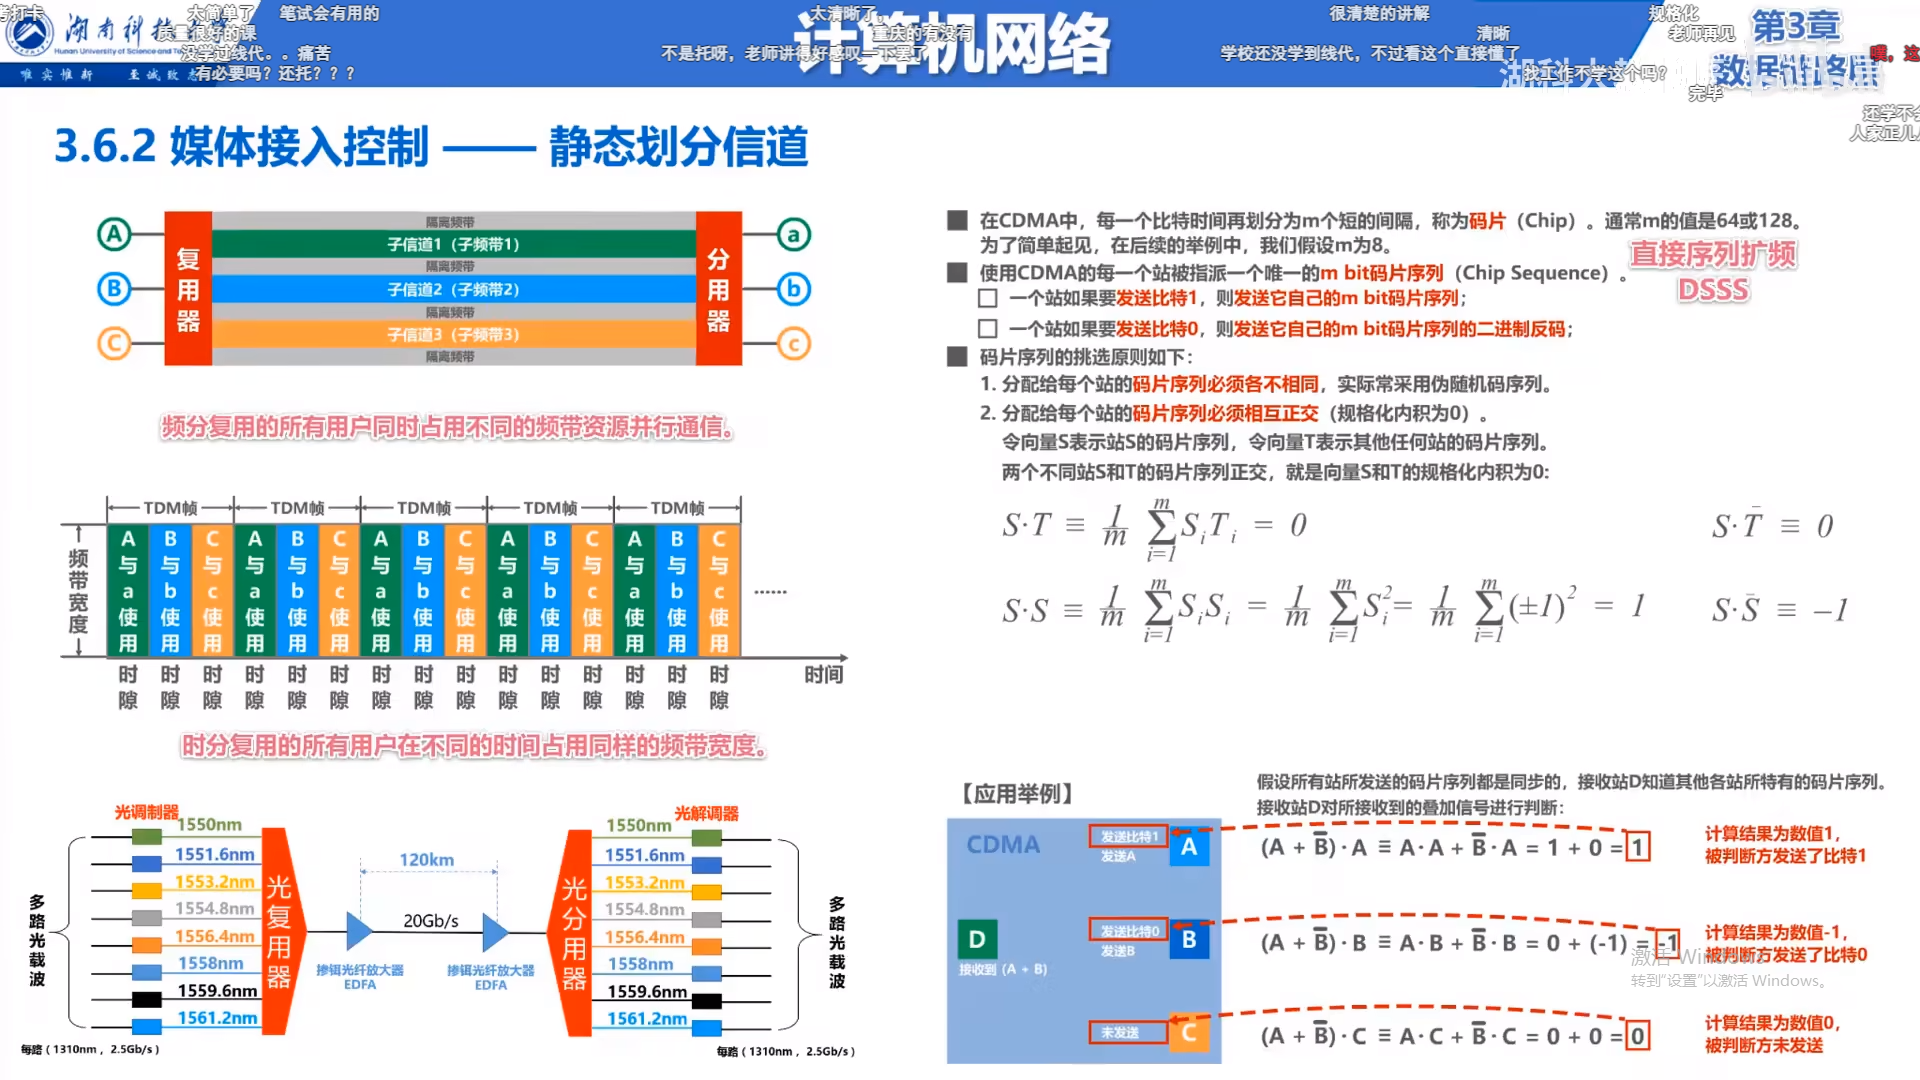 考打卡
太简单了
笔试会有用的
太清晰了,
很清楚的讲解
规格化
湖南科技
质量很好的课
重庆的有没有
清晰
老师再见
Hunan University of Science and Te
没学过线代。。痛苦
不是托呀，老师讲得好感叹一下罢了
学校还没学到线代，不过看这个直接懂了
噗，这
唯实惟新 至诚致
有必要吗？还托？？？
找工作不学这个吗？
完毕
计算机网络
第3章
数据链路层
还学不会
人家正儿
3.6.2 媒体接入控制 —— 静态划分信道
A
B
C
复用器
隔离频带
子信道1（子频带1）
隔离频带
子信道2（子频带2）
隔离频带
子信道3（子频带3）
隔离频带
分用器
a
b
c
频分复用的所有用户同时占用不同的频带资源并行通信。
TDM帧 TDM帧 TDM帧 TDM帧 TDM帧
频带宽度
A与a使用 B与b使用 C与c使用 A与a使用 B与b使用 C与c使用 A与a使用 B与b使用 C与c使用 A与a使用 B与b使用 C与c使用 A与a使用 B与b使用 C与c使用 ······
时隙 时隙 时隙 时隙 时隙 时隙 时隙 时隙 时隙 时隙 时隙 时隙 时隙 时隙 时隙 时间
时分复用的所有用户在不同的时间占用同样的频带宽度。
光调制器
光解调器
多路光载波
1550nm
1551.6nm
1553.2nm
1554.8nm
1556.4nm
1558nm
1559.6nm
1561.2nm
光复用器
120km
20Gb/s
掺铒光纤放大器
EDFA
掺铒光纤放大器
EDFA
光分用器
1550nm
1551.6nm
1553.2nm
1554.8nm
1556.4nm
1558nm
1559.6nm
1561.2nm
多路光载波
每路（1310nm，2.5Gb/s）
每路（1310nm，2.5Gb/s）
在CDMA中，每一个比特时间再划分为m个短的间隔，称为码片（Chip）。通常m的值是64或128。
为了简单起见，在后续的举例中，我们假设m为8。
直接序列扩频
DSSS
使用CDMA的每一个站被指派一个唯一的m bit码片序列（Chip Sequence）。
一个站如果要发送比特1，则发送它自己的m bit码片序列；
一个站如果要发送比特0，则发送它自己的m bit码片序列的二进制反码；
码片序列的挑选原则如下：
1. 分配给每个站的码片序列必须各不相同，实际常采用伪随机码序列。
2. 分配给每个站的码片序列必须相互正交（规格化内积为0）。
令向量S表示站S的码片序列，令向量T表示其他任何站的码片序列。
两个不同站S和T的码片序列正交，就是向量S和T的规格化内积为0:
S·T ≡ 1/m ∑_{i=1}^{m} S_i T_i = 0
S·T̄ ≡ 0
S·S ≡ 1/m ∑_{i=1}^{m} S_i S_i = 1/m ∑_{i=1}^{m} S_i² = 1/m ∑_{i=1}^{m} (±1)² = 1
S·S̄ ≡ −1
【应用举例】
假设所有站所发送的码片序列都是同步的，接收站D知道其他各站所特有的码片序列。
接收站D对所接收到的叠加信号进行判断：
CDMA
发送比特1
发送A
A
(A + B̄)·A ≡ A·A + B̄·A = 1 + 0 = 1
计算结果为数值1，
被判断方发送了比特1
D
接收到 (A + B)
发送比特0
发送B
B
(A + B̄)·B ≡ A·B + B̄·B = 0 + (-1) = -1
计算结果为数值-1，
被判断方发送了比特0
激活 Windows
转到“设置”以激活 Windows。
未发送
C
(A + B̄)·C ≡ A·C + B̄·C = 0 + 0 = 0
计算结果为数值0，
被判断方未发送